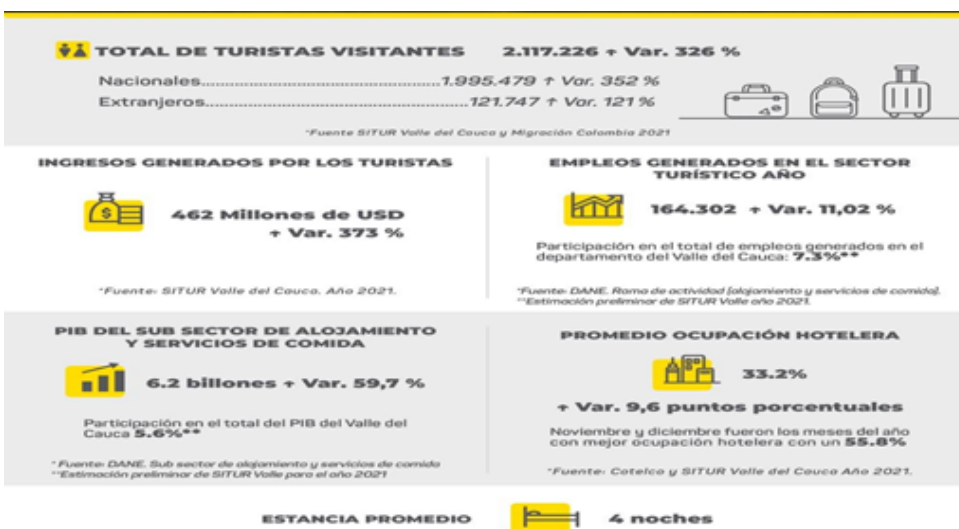 TOTAL DE TURISTAS VISITANTES 2.117.226 ↑ Var. 326 %
Nacionales.....................................................1.995.479 ↑ Var. 352 %
Extranjeros.........................................................121.747 ↑ Var. 121 %
*Fuente SITUR Valle del Cauca y Migración Colombia 2021
INGRESOS GENERADOS POR LOS TURISTAS
462 Millones de USD
↑ Var. 373 %
*Fuente: SITUR Valle del Cauca. Año 2021.
EMPLEOS GENERADOS EN EL SECTOR
TURÍSTICO AÑO
164.302 ↑ Var. 11,02 %
Participación en el total de empleos generados en el
departamento del Valle del Cauca: 7.3%**
*Fuente: DANE. Rama de actividad (alojamiento y servicios de comida).
**Estimación preliminar de SITUR Valle año 2021.
PIB DEL SUB SECTOR DE ALOJAMIENTO
Y SERVICIOS DE COMIDA
6.2 billones ↑ Var. 59,7 %
Participación en el total del PIB del Valle del
Cauca 5.6%**
* Fuente: DANE. Sub sector de alojamiento y servicios de comida
**Estimación preliminar de SITUR Valle para el año 2021
PROMEDIO OCUPACIÓN HOTELERA
33.2%
↑ Var. 9,6 puntos porcentuales
Noviembre y diciembre fueron los meses del año
con mejor ocupación hotelera con un 55.8%
*Fuente: Cotelco y SITUR Valle del Cauca Año 2021.
ESTANCIA PROMEDIO 4 noches